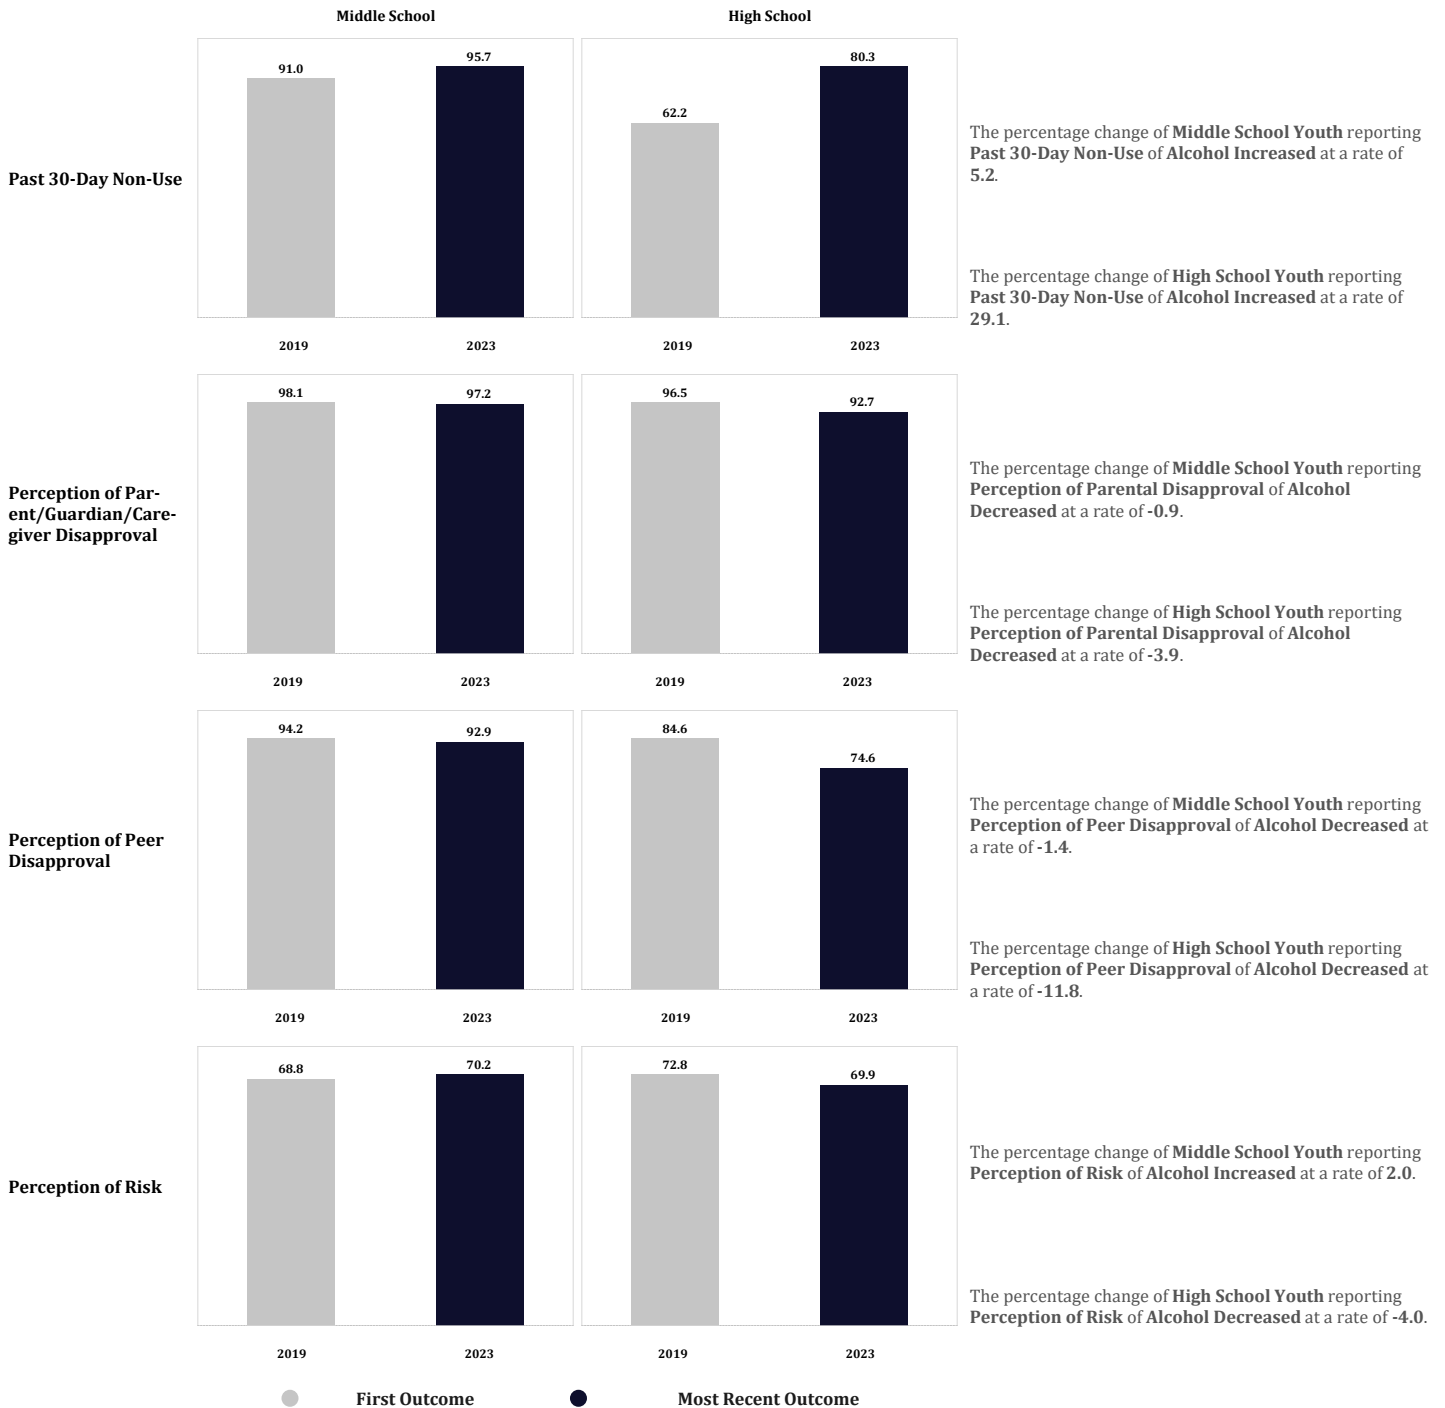 Middle School
High School
Past 30-Day Non-Use
91.0
95.7
2019
2023
62.2
80.3
2019
2023
The percentage change of Middle School Youth reporting
Past 30-Day Non-Use of Alcohol Increased at a rate of
5.2.
The percentage change of High School Youth reporting
Past 30-Day Non-Use of Alcohol Increased at a rate of
29.1.
Perception of Par-
ent/Guardian/Care-
giver Disapproval
98.1
97.2
2019
2023
96.5
92.7
2019
2023
The percentage change of Middle School Youth reporting
Perception of Parental Disapproval of Alcohol
Decreased at a rate of -0.9.
The percentage change of High School Youth reporting
Perception of Parental Disapproval of Alcohol
Decreased at a rate of -3.9.
Perception of Peer
Disapproval
94.2
92.9
2019
2023
84.6
74.6
2019
2023
The percentage change of Middle School Youth reporting
Perception of Peer Disapproval of Alcohol Decreased at
a rate of -1.4.
The percentage change of High School Youth reporting
Perception of Peer Disapproval of Alcohol Decreased at
a rate of -11.8.
Perception of Risk
68.8
70.2
2019
2023
72.8
69.9
2019
2023
The percentage change of Middle School Youth reporting
Perception of Risk of Alcohol Increased at a rate of 2.0.
The percentage change of High School Youth reporting
Perception of Risk of Alcohol Decreased at a rate of -4.0.
First Outcome
Most Recent Outcome